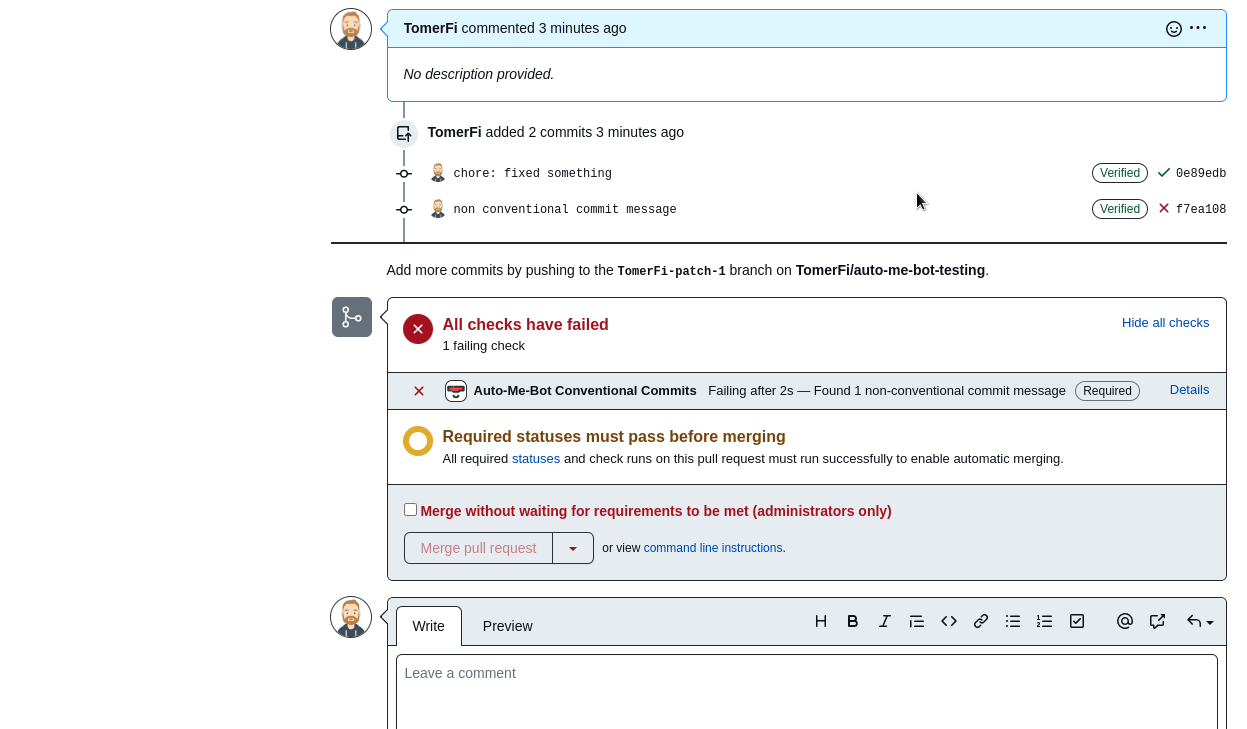 TomerFi commented 3 minutes ago
No description provided.
TomerFi added 2 commits 3 minutes ago
chore: fixed something Verified 0e89edb
non conventional commit message Verified f7ea108
Add more commits by pushing to the TomerFi-patch-1 branch on TomerFi/auto-me-bot-testing.
All checks have failed Hide all checks
1 failing check
Auto-Me-Bot Conventional Commits Failing after 2s — Found 1 non-conventional commit message Required Details
Required statuses must pass before merging
All required statuses and check runs on this pull request must run successfully to enable automatic merging.
Merge without waiting for requirements to be met (administrators only)
Merge pull request or view command line instructions.
Write Preview
Leave a comment